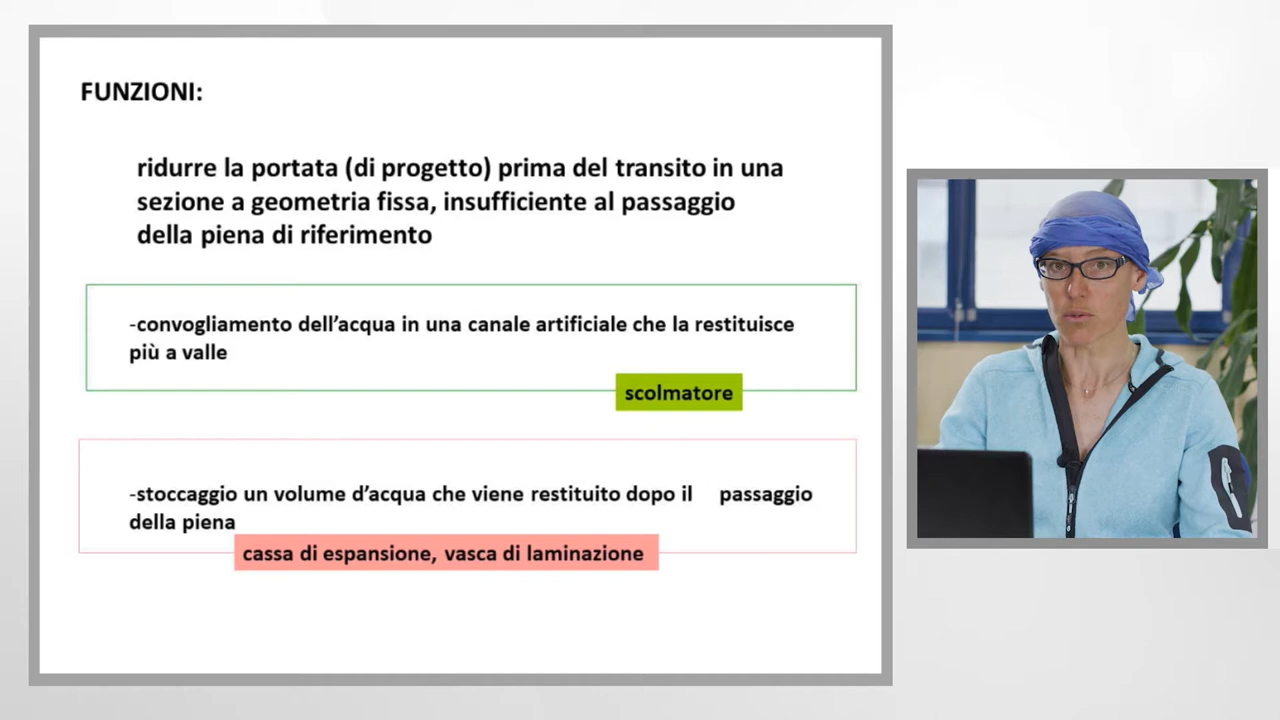 FUNZIONI:
ridurre la portata (di progetto) prima del transito in una
sezione a geometria fissa, insufficiente al passaggio
della piena di riferimento
-convogliamento dell’acqua in una canale artificiale che la restituisce
più a valle
scolmatore
-stoccaggio un volume d’acqua che viene restituito dopo il passaggio
della piena
cassa di espansione, vasca di laminazione